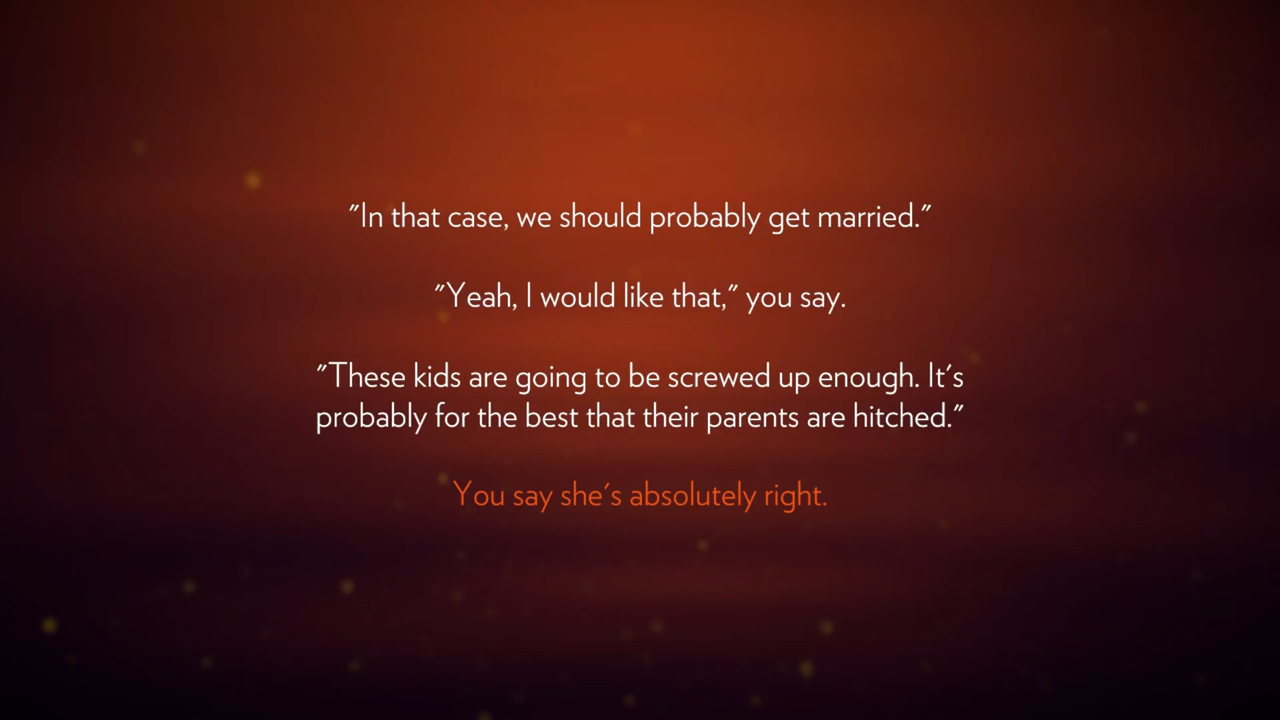 "In that case, we should probably get married."
"Yeah, I would like that," you say.
"These kids are going to be screwed up enough. It's
probably for the best that their parents are hitched."
You say she's absolutely right.